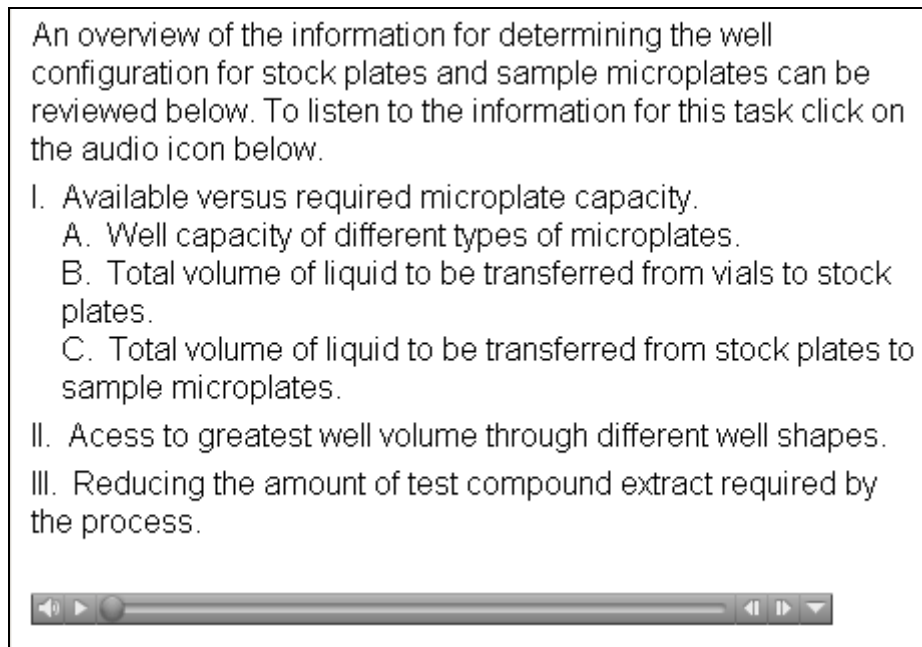 An overview of the information for determining the well
configuration for stock plates and sample microplates can be
reviewed below. To listen to the information for this task click on
the audio icon below.
I. Available versus required microplate capacity.
A. Well capacity of different types of microplates.
B. Total volume of liquid to be transferred from vials to stock
plates.
C. Total volume of liquid to be transferred from stock plates to
sample microplates.
II. Acess to greatest well volume through different well shapes.
III. Reducing the amount of test compound extract required by
the process.